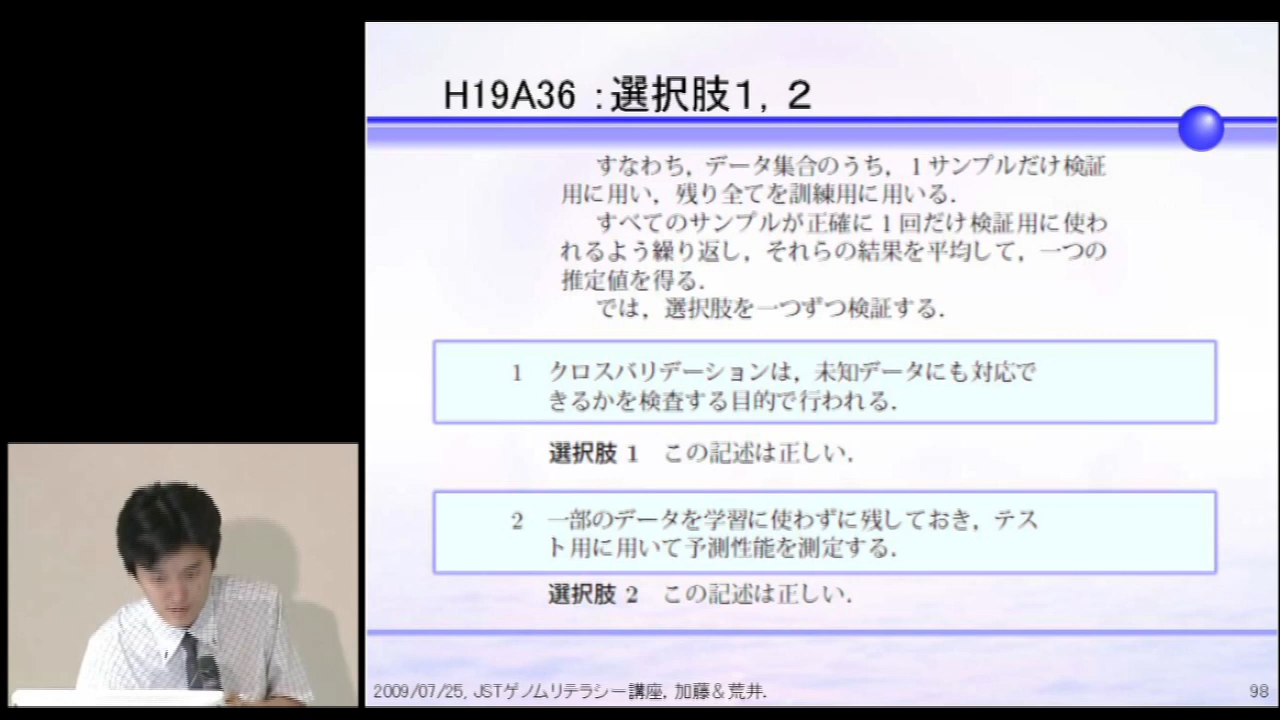 H19A36 :選択肢1, 2
すなわち, データ集合のうち, 1サンプルだけ検証
用に用い, 残り全てを訓練用に用いる.
すべてのサンプルが正確に1回だけ検証用に使わ
れるよう繰り返し, それらの結果を平均して, 一つの
推定値を得る.
では, 選択肢を一つずつ検証する.
1 クロスバリデーションは, 未知データにも対応で
きるかを検査する目的で行われる.
選択肢 1 この記述は正しい.
2 一部のデータを学習に使わずに残しておき, テス
ト用に用いて予測性能を測定する.
選択肢 2 この記述は正しい.
2009/07/25, JSTゲノムリテラシー講座, 加藤&荒井.
98